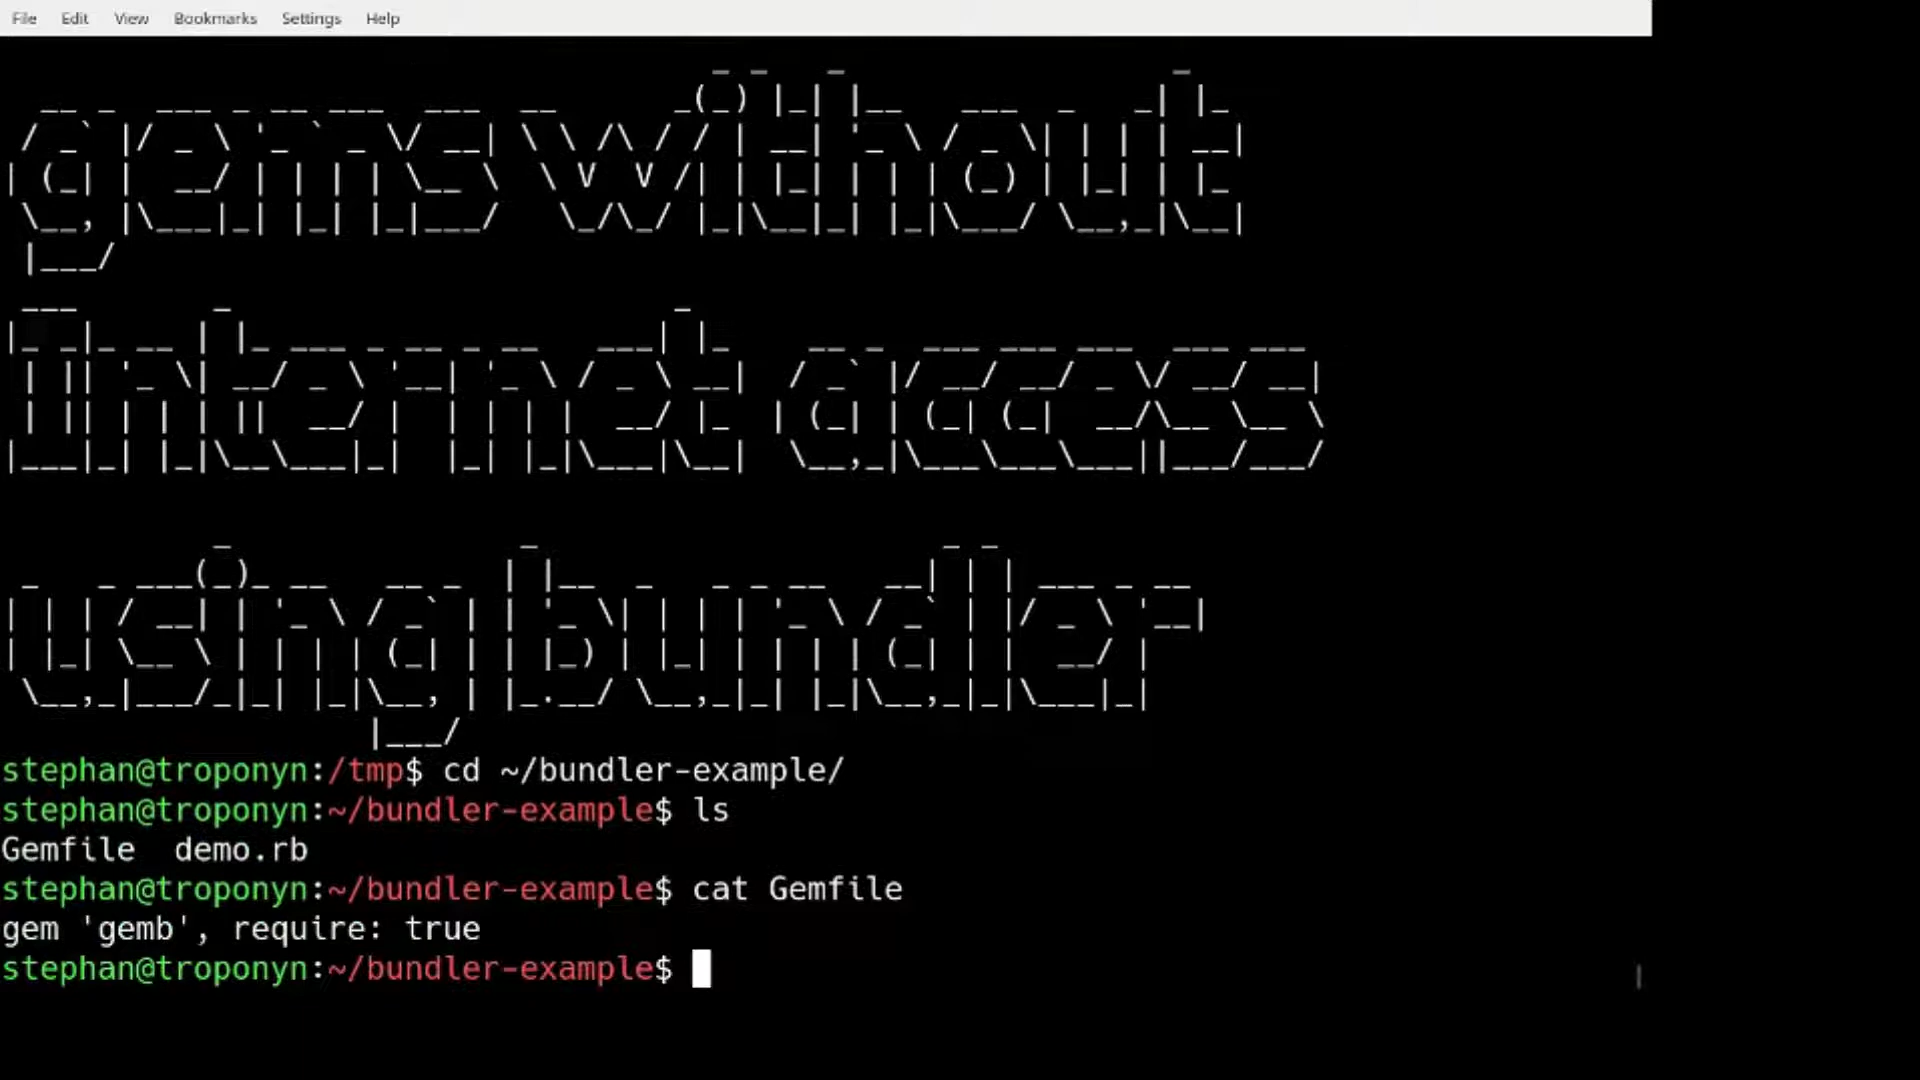 File Edit View Bookmarks Settings Help
gems without
Internet access
using bundler
stephan@troponyn:/tmp$ cd ~/bundler-example/
stephan@troponyn:~/bundler-example$ ls
Gemfile  demo.rb
stephan@troponyn:~/bundler-example$ cat Gemfile
gem 'gemb', require: true
stephan@troponyn:~/bundler-example$